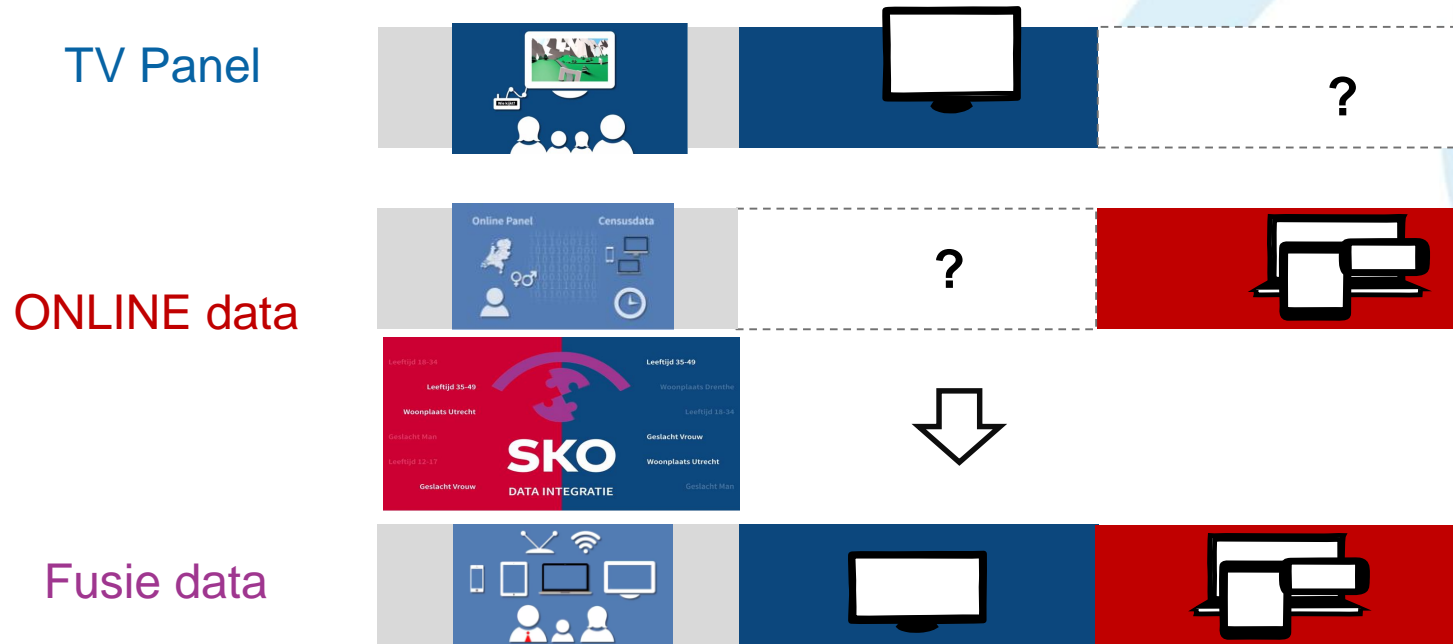 TV Panel
Wie kijkt?
?
ONLINE data
Online Panel
Censusdata
?
Leeftijd 18-34
Leeftijd 35-49
Woonplaats Utrecht
Geslacht Man
Leeftijd 12-17
Geslacht Vrouw
SKO
DATA INTEGRATIE
Leeftijd 35-49
Woonplaats Drenthe
Leeftijd 18-34
Geslacht Vrouw
Woonplaats Utrecht
Geslacht Man
Fusie data